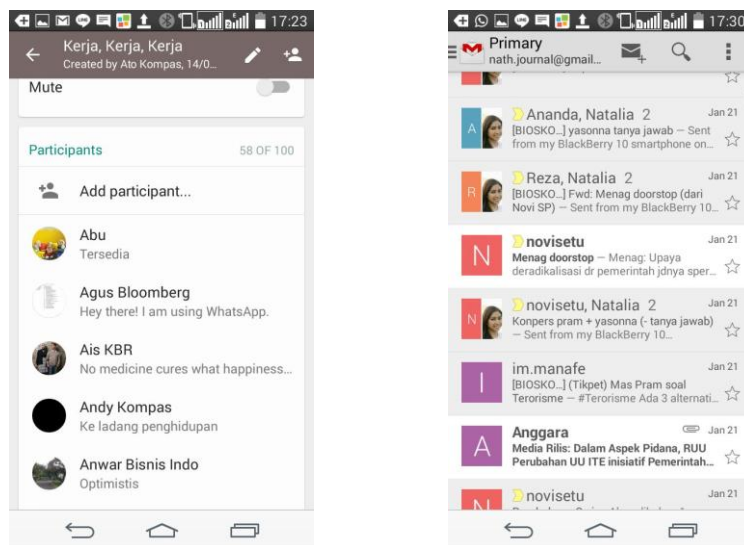 17:23
Kerja, Kerja, Kerja
Created by Ato Kompas, 14/0...
Mute
Participants 58 OF 100
Add participant...
Abu
Tersedia
Agus Bloomberg
Hey there! I am using WhatsApp.
Ais KBR
No medicine cures what happiness...
Andy Kompas
Ke ladang penghidupan
Anwar Bisnis Indo
Optimistis
17:30
Primary
nath.journal@gmail...
A
Ananda, Natalia 2 Jan 21
[BIOSKO...] yasonna tanya jawab — Sent
from my BlackBerry 10 smartphone on...
R
Reza, Natalia 2 Jan 21
[BIOSKO...] Fwd: Menag doorstop (dari
Novi SP) — Sent from my BlackBerry 10...
N
novisetu Jan 21
Menag doorstop — Menag: Upaya
deradikalisasi dr pemerintah jdnya sper...
N
novisetu, Natalia 2 Jan 21
Konpers pram + yasonna (- tanya jawab)
— Sent from my BlackBerry 10...
I
im.manafe Jan 21
[BIOSKO...] (Tikpet) Mas Pram soal
Terorisme — #Terorisme Ada 3 alternati...
A
Anggara Jan 21
Media Rilis: Dalam Aspek Pidana, RUU
Perubahan UU ITE inisiatif Pemerintah...
N
novisetu Jan 21